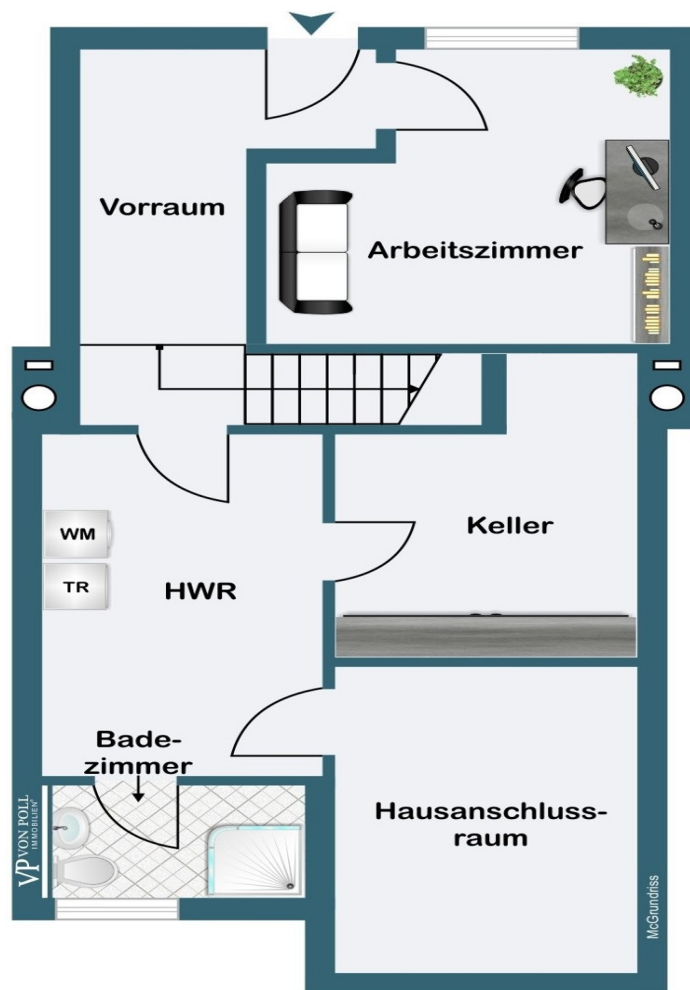 Vorraum
Arbeitszimmer
WM
TR
HWR
Keller
Bade-
zimmer
Hausanschluss-
raum
VP VON POLL
IMMOBILIEN®
McGrundriss